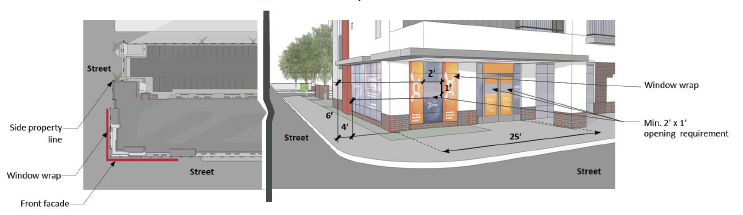 Street
Side property
line
Window wrap
Front facade
Street
2'
1'
6'
4'
25'
Street
Street
Window wrap
Min. 2' x 1'
opening requirement